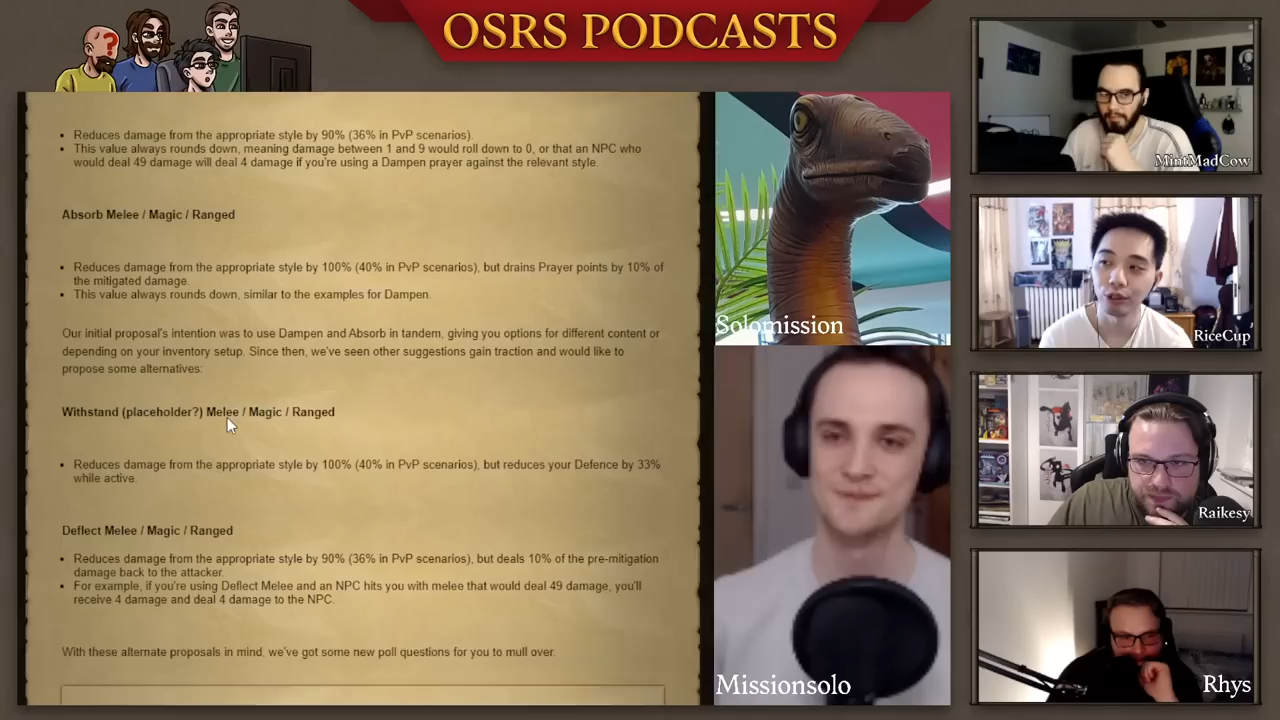 OSRS PODCASTS
• Reduces damage from the appropriate style by 90% (36% in PvP scenarios).
• This value always rounds down, meaning damage between 1 and 9 would roll down to 0, or that an NPC who
would deal 49 damage will deal 4 damage if you're using a Dampen prayer against the relevant style.
Absorb Melee / Magic / Ranged
• Reduces damage from the appropriate style by 100% (40% in PvP scenarios), but drains Prayer points by 10% of
the mitigated damage.
• This value always rounds down, similar to the examples for Dampen.
Our initial proposal's intention was to use Dampen and Absorb in tandem, giving you options for different content or
depending on your inventory setup. Since then, we've seen other suggestions gain traction and would like to
propose some alternatives:
Withstand (placeholder?) Melee / Magic / Ranged
• Reduces damage from the appropriate style by 100% (40% in PvP scenarios), but reduces your Defence by 33%
while active.
Deflect Melee / Magic / Ranged
• Reduces damage from the appropriate style by 90% (36% in PvP scenarios), but deals 10% of the pre-mitigation
damage back to the attacker.
• For example, if you're using Deflect Melee and an NPC hits you with melee that would deal 49 damage, you'll
receive 4 damage and deal 4 damage to the NPC.
With these alternate proposals in mind, we've got some new poll questions for you to mull over.
Solomission
Missionsolo
MintMadCow
RiceCup
Raikesy
Rhys
?